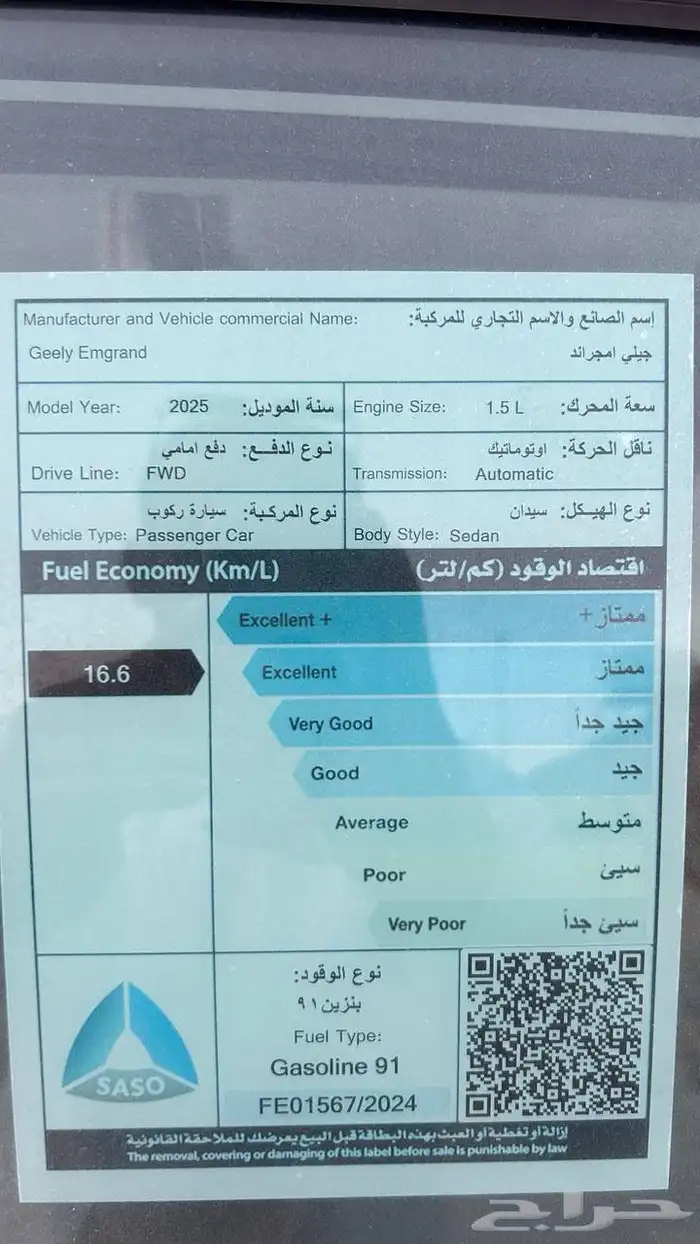 Manufacturer and Vehicle commercial Name: إسم الصانع والاسم التجاري للمركبة:
Geely Emgrand جيلي امجراند
Model Year: 2025 سنة الموديل:
Engine Size: 1.5 L سعة المحرك:
نوع الدفـــع: دفع امامي
Drive Line: FWD
ناقل الحركة: اوتوماتيك
Transmission: Automatic
نوع المركـبة: سيارة ركوب
Vehicle Type: Passenger Car
نوع الهيكـل: سيدان
Body Style: Sedan
Fuel Economy (Km/L) اقتصاد الوقود (كم/لتر)
Excellent + ممتاز+
16.6
Excellent ممتاز
Very Good جيد جداً
Good جيد
Average متوسط
Poor سيئ
Very Poor سيئ جداً
SASO
نوع الوقود:
بنزين ٩١
Fuel Type:
Gasoline 91
FE01567/2024
إزالة أو تغطية أو العبث بهذه البطاقة قبل البيع يعرضك للملاحقة القانونية
The removal, covering or damaging of this label before sale is punishable by law
حراج